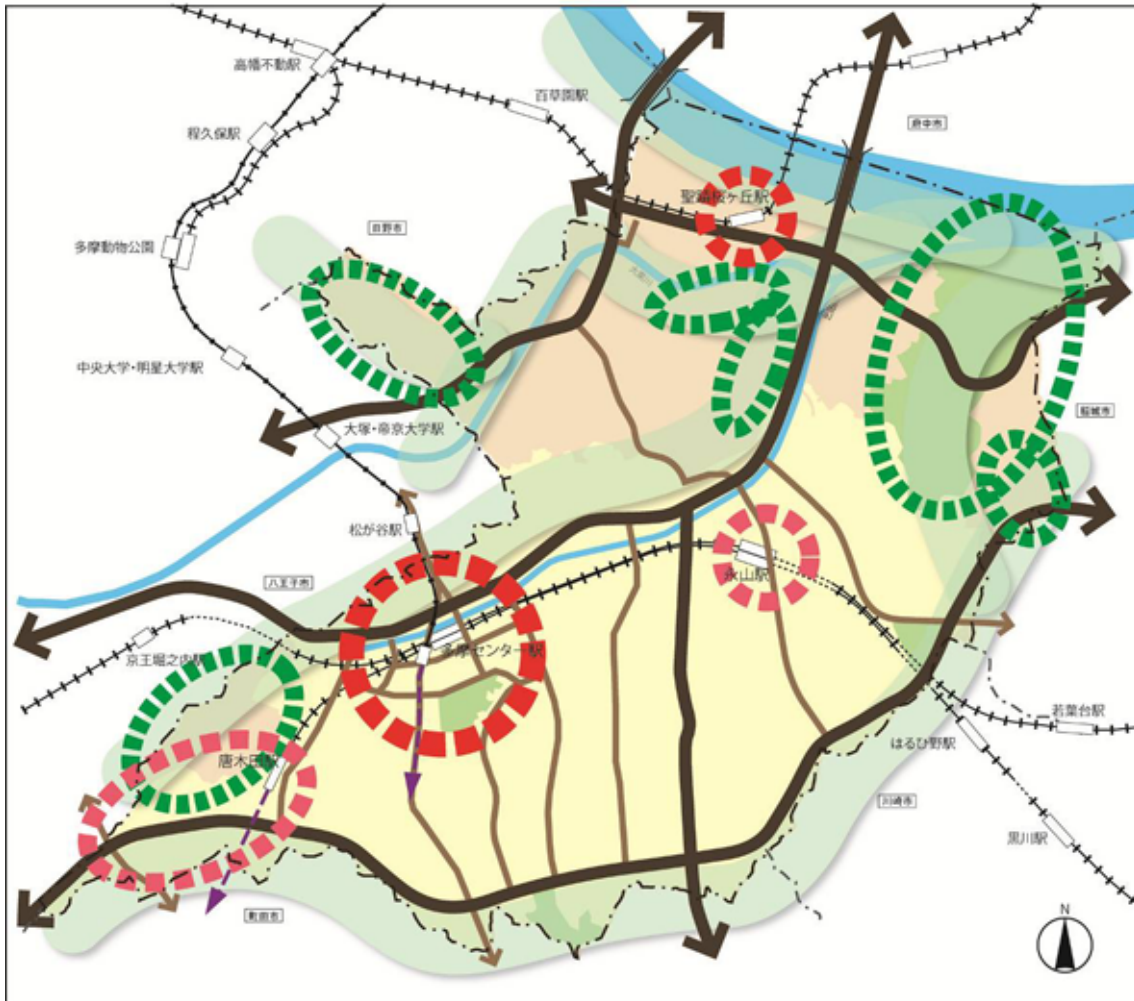 高幡不動駅
百草園駅
府中市
程久保駅
聖蹟桜ヶ丘駅
日野市
多摩動物公園
中央大学・明星大学駅
稲城市
大塚・帝京大学駅
松が谷駅
永山駅
八王子市
多摩センター駅
京王堀之内駅
若葉台駅
はるひ野駅
唐木田駅
川崎市
黒川駅
町田市
N